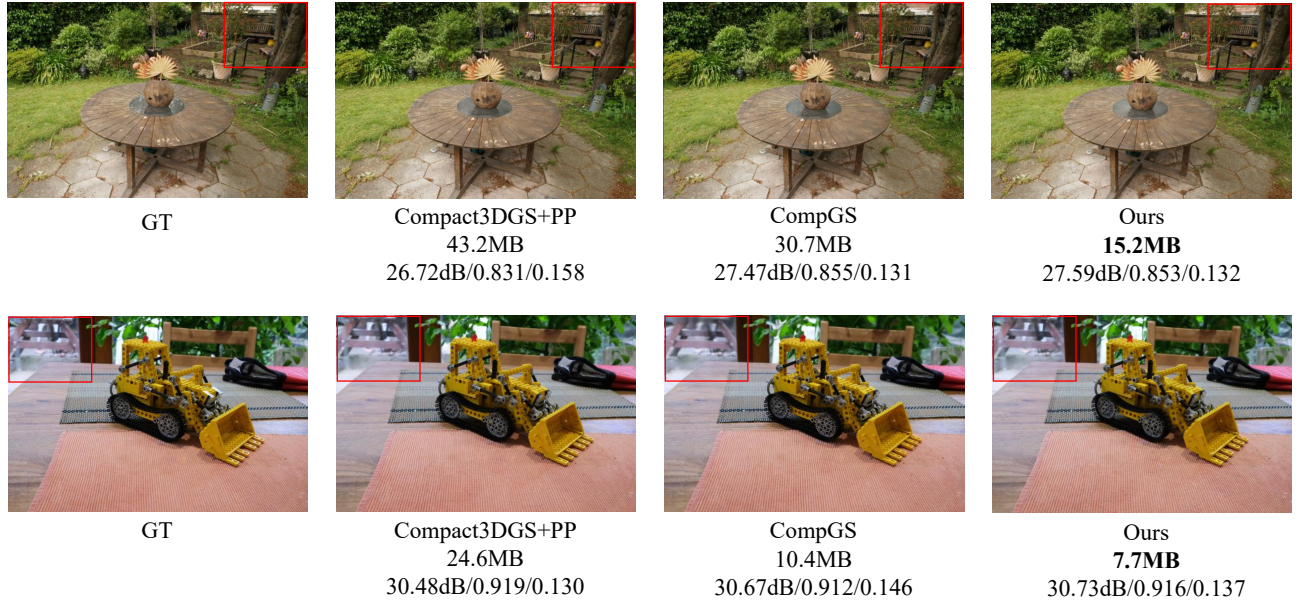 GT
Compact3DGS+PP
43.2MB
26.72dB/0.831/0.158
CompGS
30.7MB
27.47dB/0.855/0.131
Ours
15.2MB
27.59dB/0.853/0.132
GT
Compact3DGS+PP
24.6MB
30.48dB/0.919/0.130
CompGS
10.4MB
30.67dB/0.912/0.146
Ours
7.7MB
30.73dB/0.916/0.137